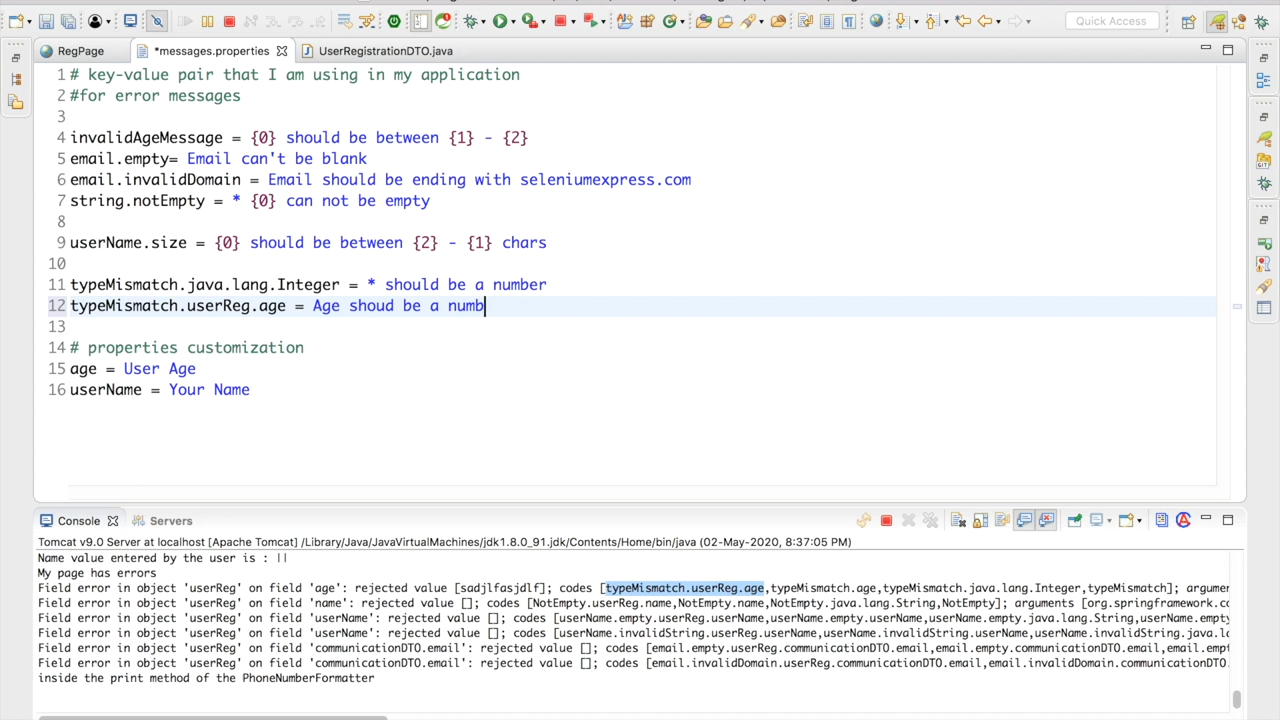 Quick Access
RegPage
*messages.properties
UserRegistrationDTO.java
1 # key-value pair that I am using in my application
2 #for error messages
3
4 invalidAgeMessage = {0} should be between {1} - {2}
5 email.empty= Email can't be blank
6 email.invalidDomain = Email should be ending with seleniumexpress.com
7 string.notEmpty = * {0} can not be empty
8
9 userName.size = {0} should be between {2} - {1} chars
10
11 typeMismatch.java.lang.Integer = * should be a number
12 typeMismatch.userReg.age = Age shoud be a numb
13
14 # properties customization
15 age = User Age
16 userName = Your Name
Console
Servers
Tomcat v9.0 Server at localhost [Apache Tomcat] /Library/Java/JavaVirtualMachines/jdk1.8.0_91.jdk/Contents/Home/bin/java (02-May-2020, 8:37:05 PM)
Name value entered by the user is : ||
My page has errors
Field error in object 'userReg' on field 'age': rejected value [sadjlfasjdlf]; codes [typeMismatch.userReg.age,typeMismatch.age,typeMismatch.java.lang.Integer,typeMismatch]; argumen
Field error in object 'userReg' on field 'name': rejected value []; codes [NotEmpty.userReg.name,NotEmpty.name,NotEmpty.java.lang.String,NotEmpty]; arguments [org.springframework.co
Field error in object 'userReg' on field 'userName': rejected value []; codes [userName.empty.userReg.userName,userName.empty.userName,userName.empty.java.lang.String,userName.empty
Field error in object 'userReg' on field 'userName': rejected value []; codes [userName.invalidString.userReg.userName,userName.invalidString.userName,userName.invalidString.java.lo
Field error in object 'userReg' on field 'communicationDTO.email': rejected value []; codes [email.empty.userReg.communicationDTO.email,email.empty.communicationDTO.email,email.empt
Field error in object 'userReg' on field 'communicationDTO.email': rejected value []; codes [email.invalidDomain.userReg.communicationDTO.email,email.invalidDomain.communicationDTO.
inside the print method of the PhoneNumberFormatter